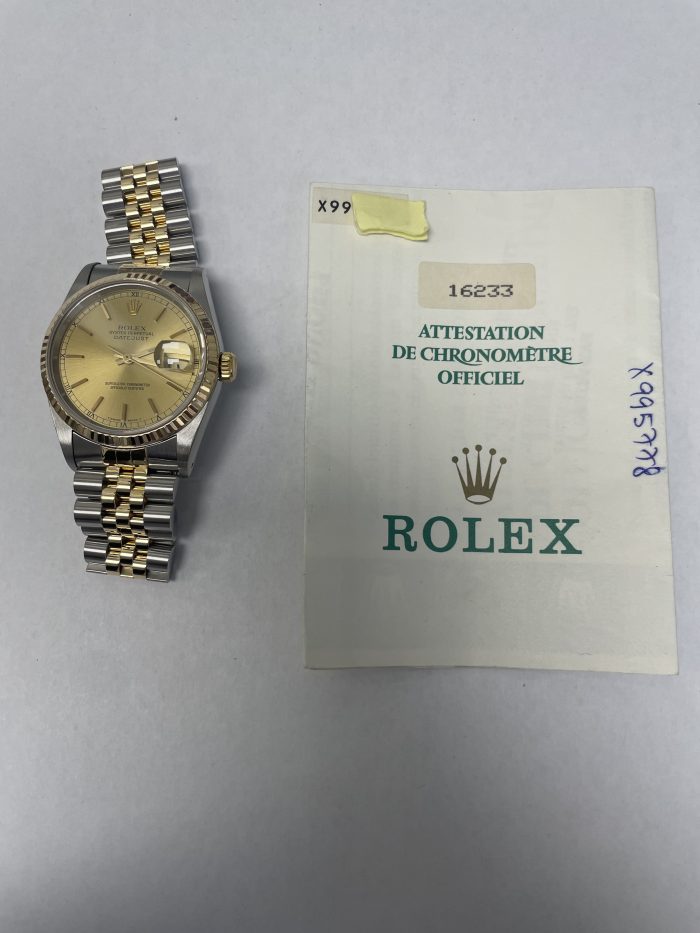 ROLEX
OYSTER PERPETUAL
DATEJUST
SUPERLATIVE CHRONOMETER
OFFICIALLY CERTIFIED
X99
16233
ATTESTATION
DE CHRONOMÈTRE
OFFICIEL
ROLEX
X995778